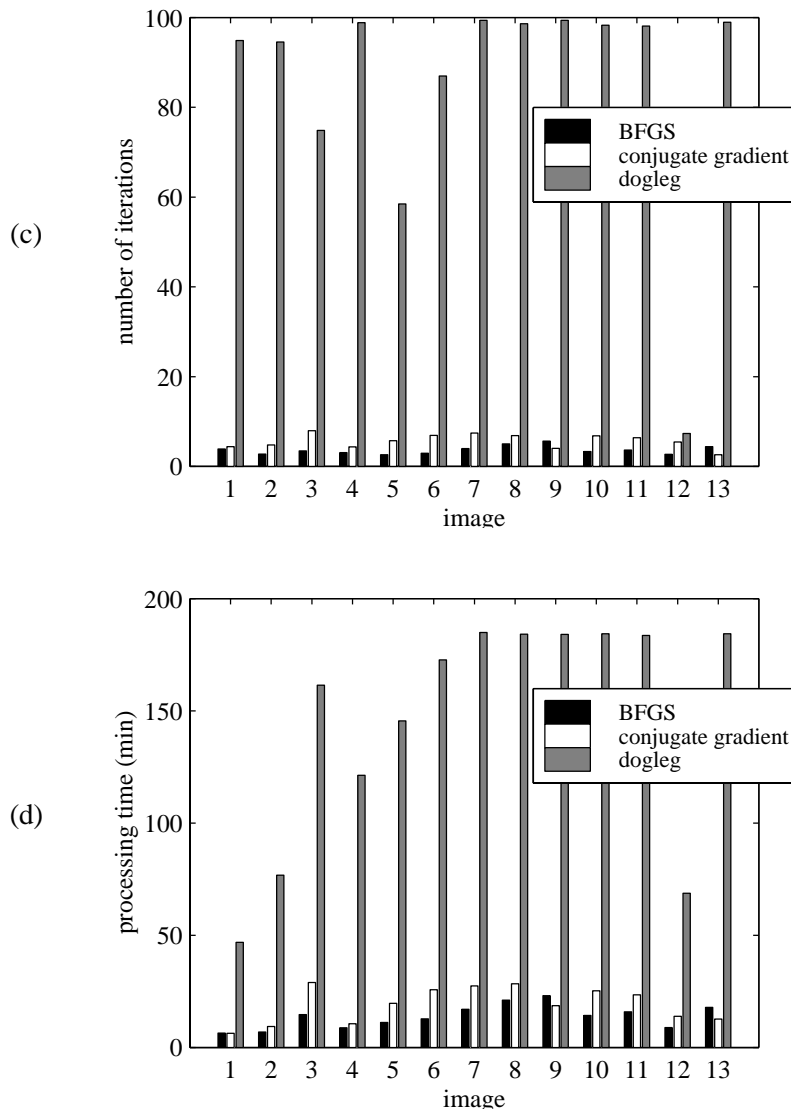 (c)
number of iterations
100
80
60
40
20
0
BFGS
conjugate gradient
dogleg
1 2 3 4 5 6 7 8 9 10 11 12 13
image
(d)
processing time (min)
200
150
100
50
0
BFGS
conjugate gradient
dogleg
1 2 3 4 5 6 7 8 9 10 11 12 13
image